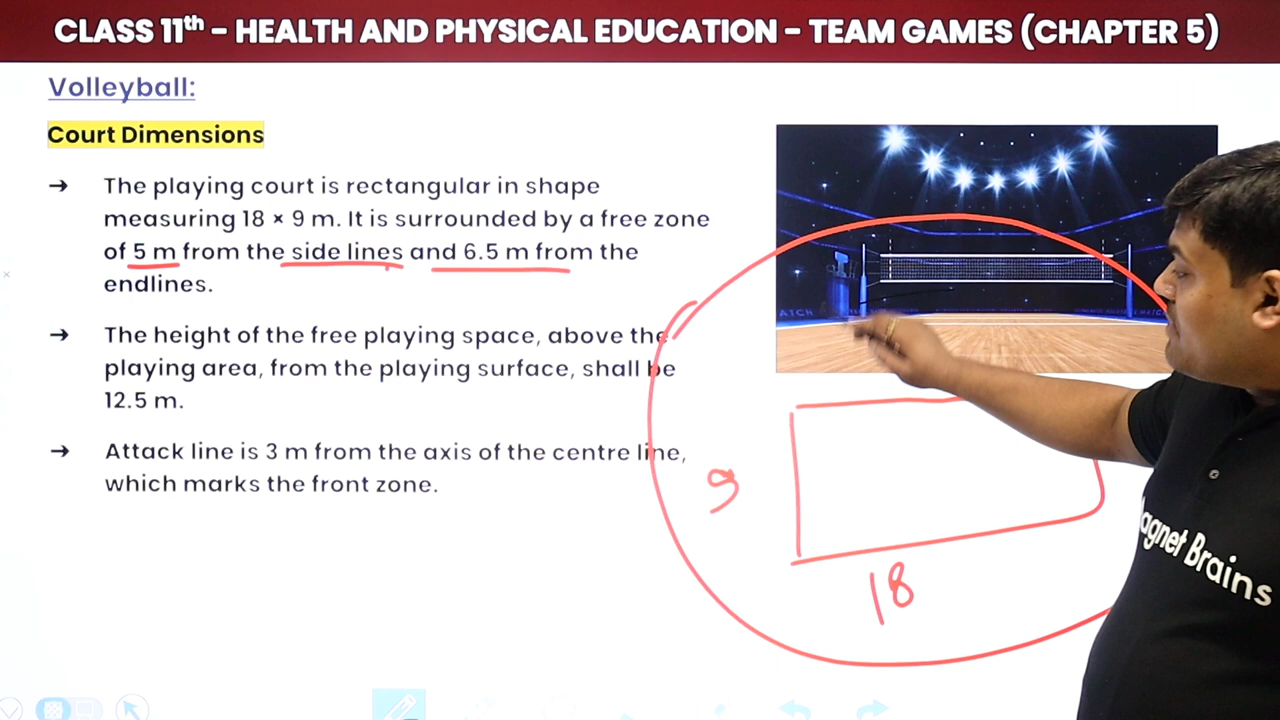 CLASS 11th - HEALTH AND PHYSICAL EDUCATION - TEAM GAMES (CHAPTER 5)
Volleyball:
Court Dimensions
→ The playing court is rectangular in shape
measuring 18 × 9 m. It is surrounded by a free zone
of 5 m from the side lines and 6.5 m from the
endlines.
→ The height of the free playing space, above the
playing area, from the playing surface, shall be
12.5 m.
→ Attack line is 3 m from the axis of the centre line,
which marks the front zone.
ATCH
9
18
agnet Brains